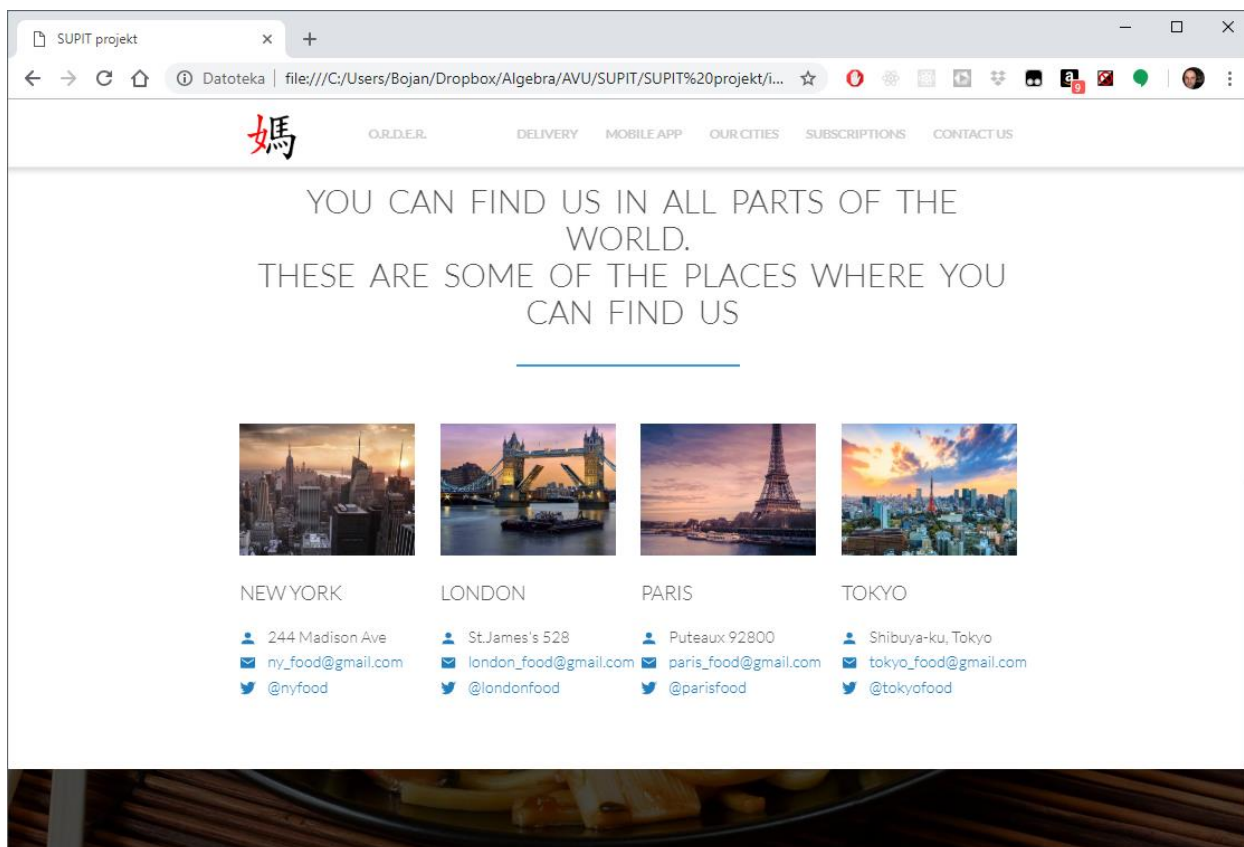 SUPIT projekt
Datoteka file:///C:/Users/Bojan/Dropbox/Algebra/AVU/SUPIT/SUPIT%20projekt/i...
9
媽 O.R.D.E.R. DELIVERY MOBILE APP OUR CITIES SUBSCRIPTIONS CONTACT US
YOU CAN FIND US IN ALL PARTS OF THE
WORLD.
THESE ARE SOME OF THE PLACES WHERE YOU
CAN FIND US
NEW YORK
244 Madison Ave
ny_food@gmail.com
@nyfood
LONDON
St.James's 528
london_food@gmail.com
@londonfood
PARIS
Puteaux 92800
paris_food@gmail.com
@parisfood
TOKYO
Shibuya-ku, Tokyo
tokyo_food@gmail.com
@tokyofood